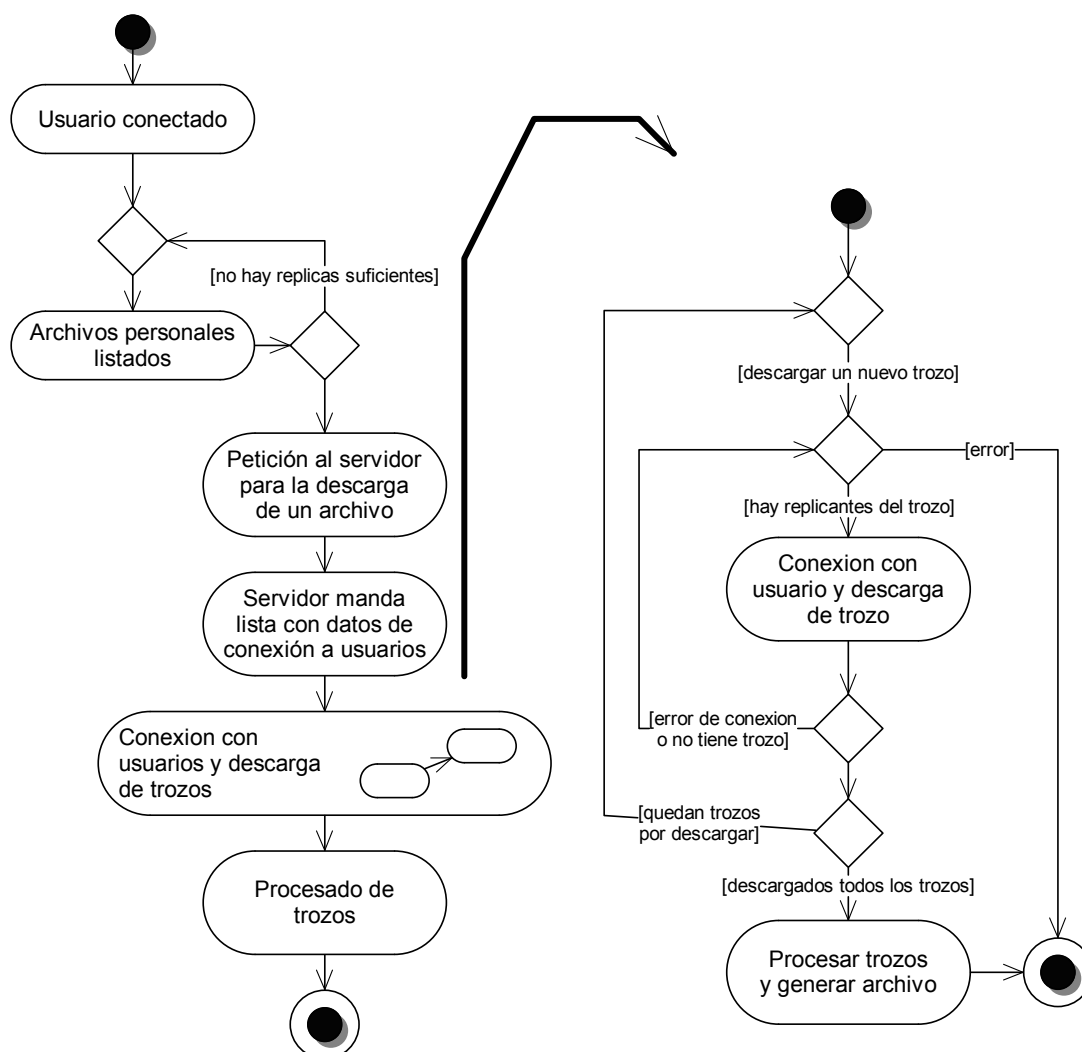 Usuario conectado
[no hay replicas suficientes]
Archivos personales
listados
Petición al servidor
para la descarga
de un archivo
Servidor manda
lista con datos de
conexión a usuarios
Conexion con
usuarios y descarga
de trozos
Procesado de
trozos
[descargar un nuevo trozo]
[error]
[hay replicantes del trozo]
Conexion con
usuario y descarga
de trozo
[error de conexion
o no tiene trozo]
[quedan trozos
por descargar]
[descargados todos los trozos]
Procesar trozos
y generar archivo